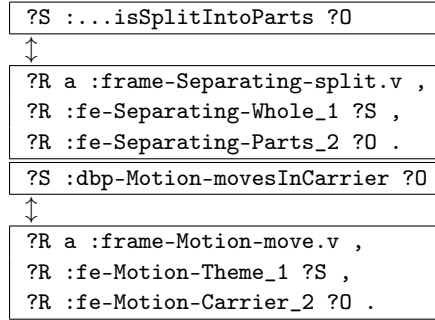 ?S :...isSplitIntoParts ?O
↕
?R a :frame-Separating-split.v ,
?R :fe-Separating-Whole_1 ?S ,
?R :fe-Separating-Parts_2 ?O .
?S :dbp-Motion-movesInCarrier ?O
↕
?R a :frame-Motion-move.v ,
?R :fe-Motion-Theme_1 ?S ,
?R :fe-Motion-Carrier_2 ?O .